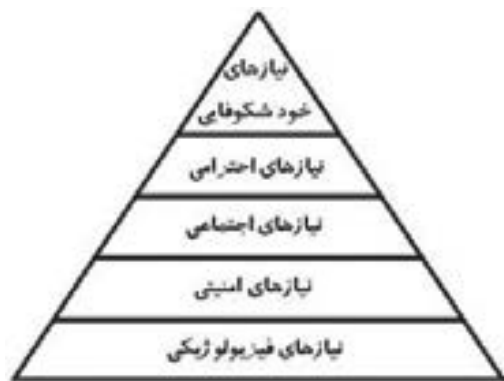 نیازهای
خود شکوفایی
نیازهای احترامی
نیازهای اجتماعی
نیازهای امنیتی
نیازهای فیزیولوژیکی